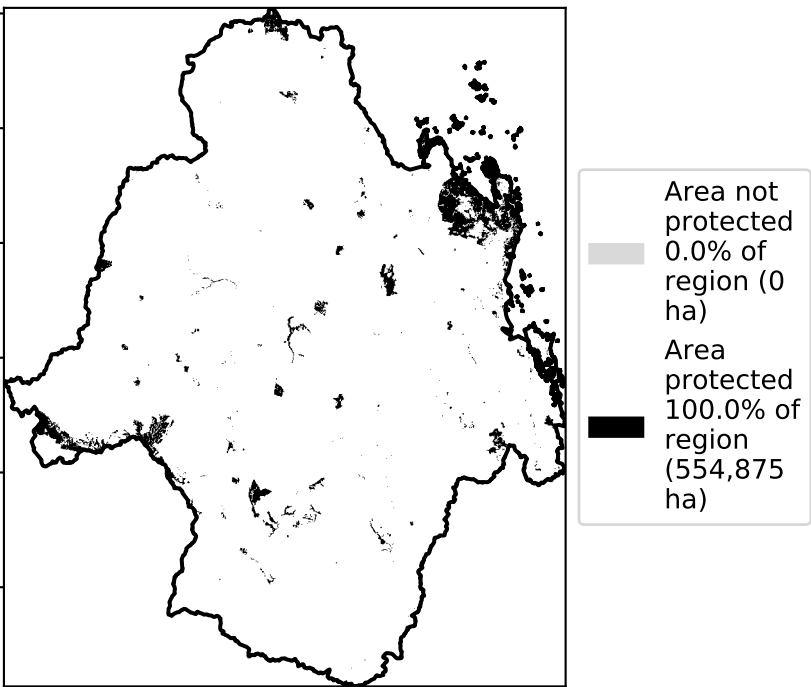 Area not
protected
0.0% of
region (0
ha)
Area
protected
100.0% of
region
(554,875
ha)